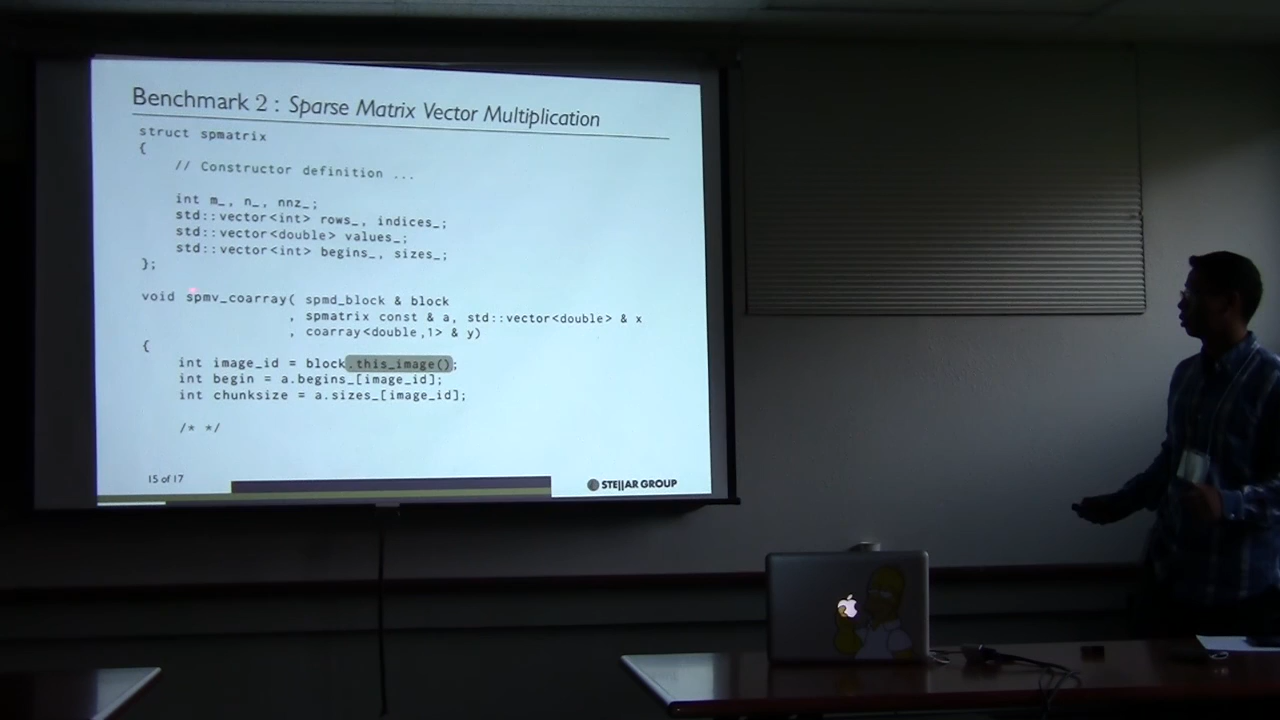 Benchmark 2 : Sparse Matrix Vector Multiplication
struct spmatrix
{
// Constructor definition ...
int m_, n_, nnz_;
std::vector<int> rows_, indices_;
std::vector<double> values_;
std::vector<int> begins_, sizes_;
};
void spmv_coarray( spmd_block & block
, spmatrix const & a, std::vector<double> & x
, coarray<double,1> & y)
{
int image_id = block.this_image();
int begin = a.begins_[image_id];
int chunksize = a.sizes_[image_id];
/* */
15 of 17
STE||AR GROUP